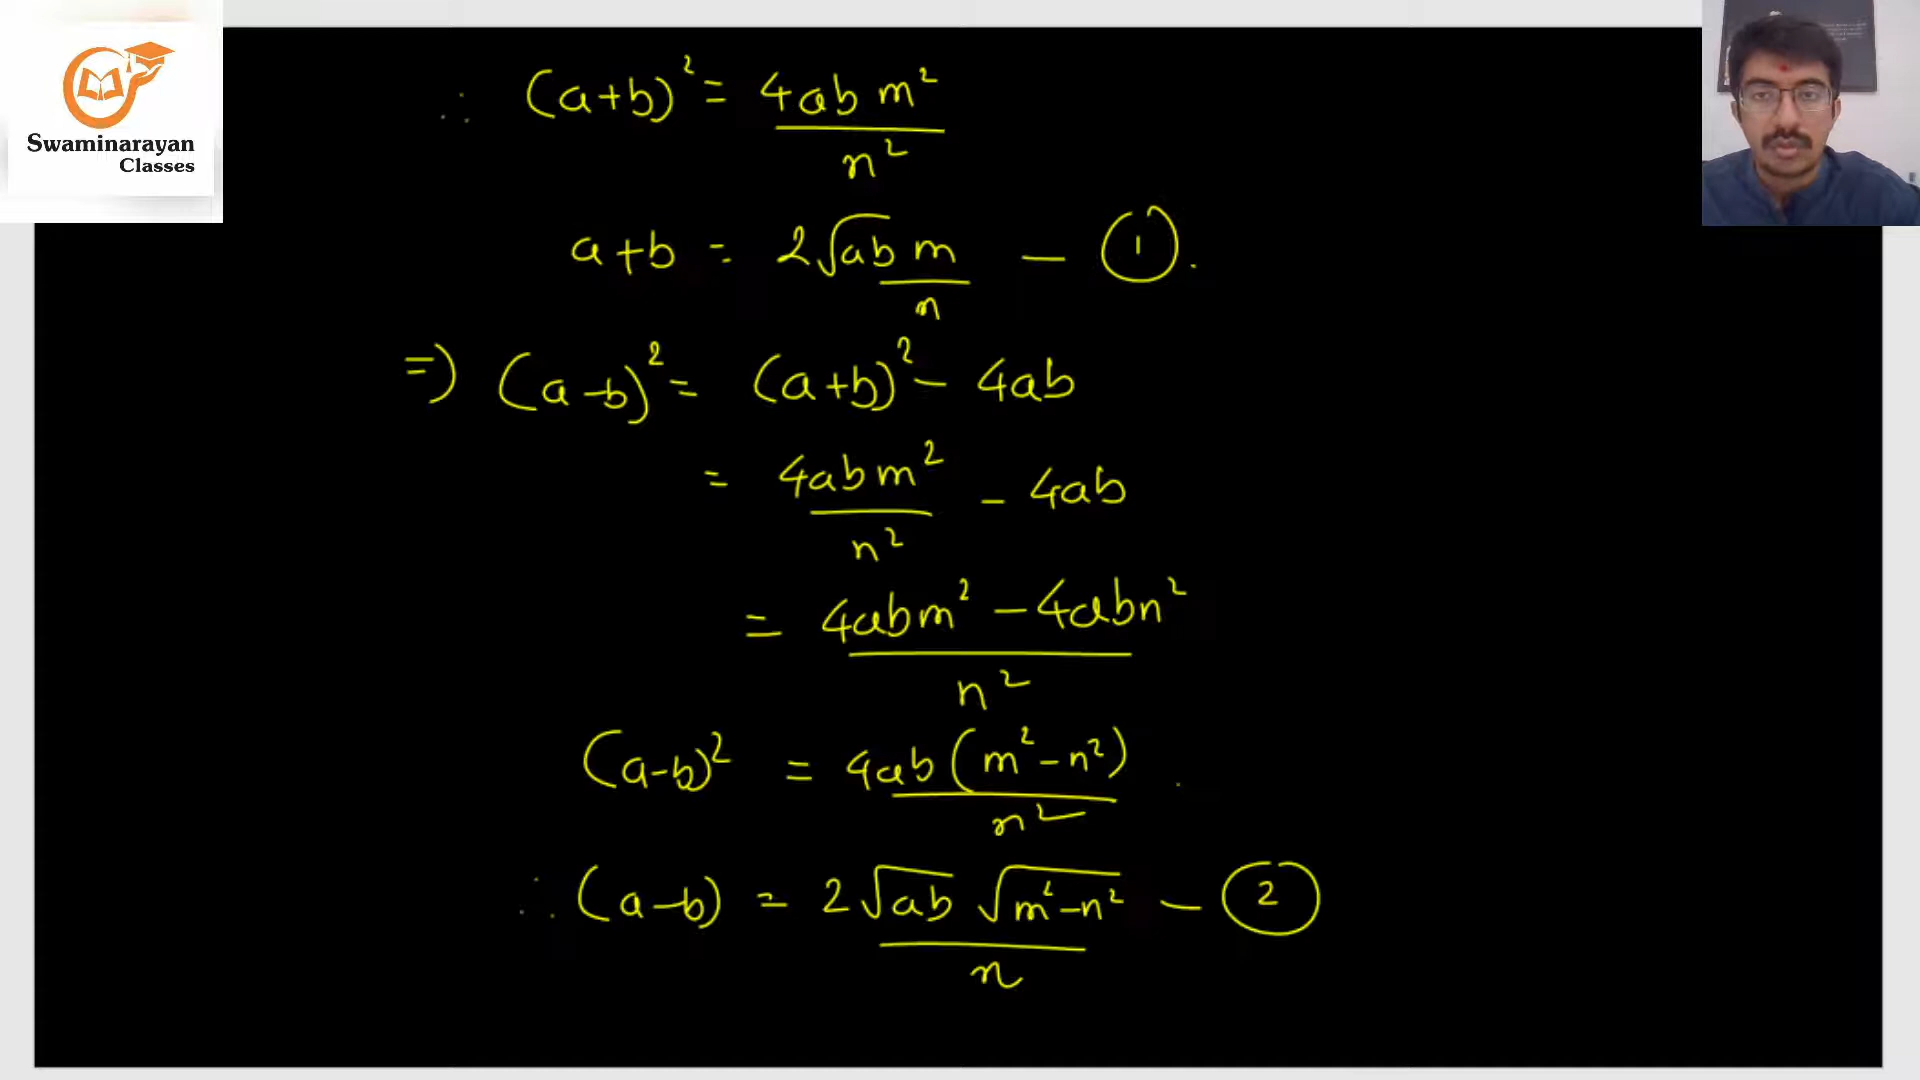 Swaminarayan
Classes
∴ (a+b)² = 4ab m² / n²
a+b = 2√ab m / n — ①.
⇒ (a-b)² = (a+b)² - 4ab
= 4abm² / n² - 4ab
= 4abm² - 4abn² / n²
(a-b)² = 4ab(m²-n²) / n²
∴ (a-b) = 2√ab √m²-n² / n — ②